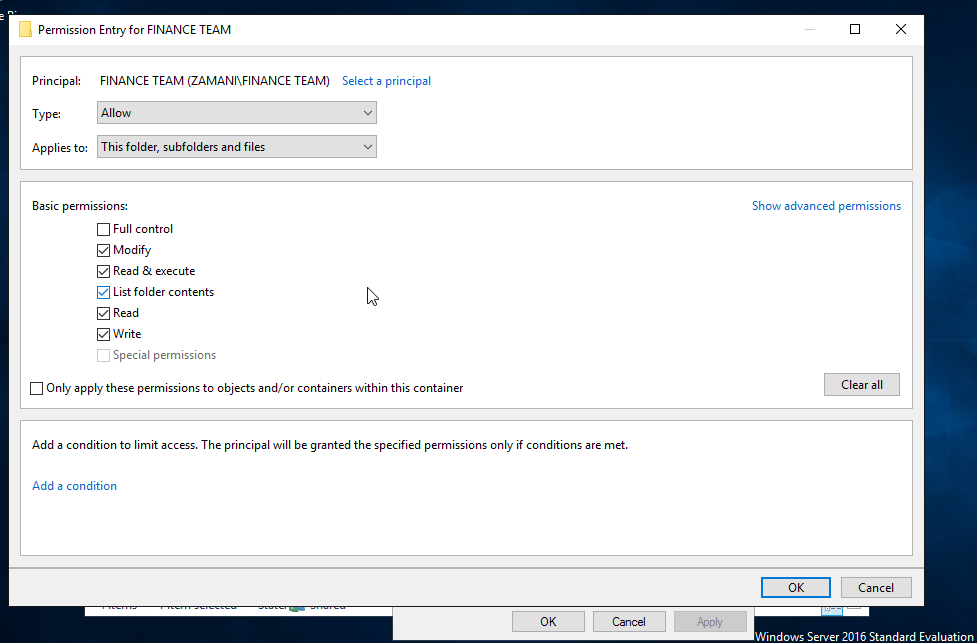 Permission Entry for FINANCE TEAM
Principal: FINANCE TEAM (ZAMANI\FINANCE TEAM) Select a principal
Type: Allow
Applies to: This folder, subfolders and files
Basic permissions: Show advanced permissions
Full control
Modify
Read & execute
List folder contents
Read
Write
Special permissions
Only apply these permissions to objects and/or containers within this container
Clear all
Add a condition to limit access. The principal will be granted the specified permissions only if conditions are met.
Add a condition
OK Cancel
OK Cancel Apply
Windows Server 2016 Standard Evaluation